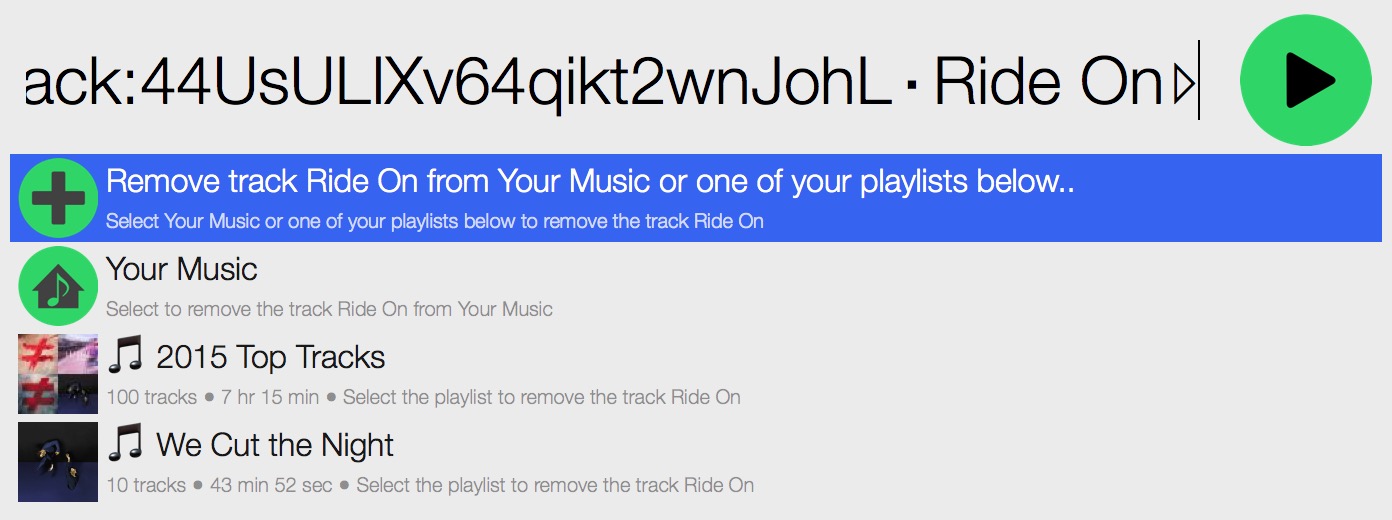 ack:44UsULlXv64qikt2wnJohL · Ride On▹
Remove track Ride On from Your Music or one of your playlists below..
Select Your Music or one of your playlists below to remove the track Ride On
Your Music
Select to remove the track Ride On from Your Music
🎵 2015 Top Tracks
100 tracks ● 7 hr 15 min ● Select the playlist to remove the track Ride On
🎵 We Cut the Night
10 tracks ● 43 min 52 sec ● Select the playlist to remove the track Ride On